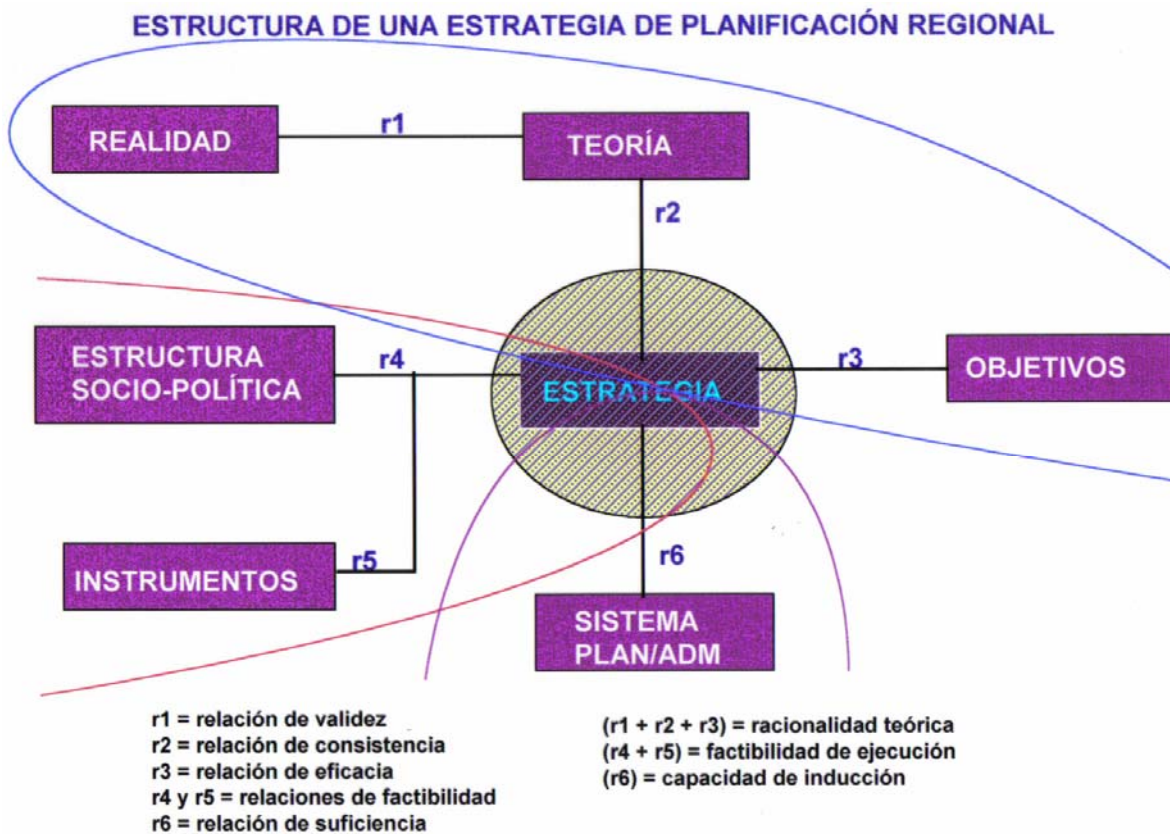 ESTRUCTURA DE UNA ESTRATEGIA DE PLANIFICACIÓN REGIONAL
REALIDAD
r1
TEORÍA
r2
ESTRUCTURA
SOCIO-POLÍTICA
r4
ESTRATEGIA
r3
OBJETIVOS
INSTRUMENTOS
r5
r6
SISTEMA
PLAN/ADM
r1 = relación de validez
r2 = relación de consistencia
r3 = relación de eficacia
r4 y r5 = relaciones de factibilidad
r6 = relación de suficiencia
(r1 + r2 + r3) = racionalidad teórica
(r4 + r5) = factibilidad de ejecución
(r6) = capacidad de inducción